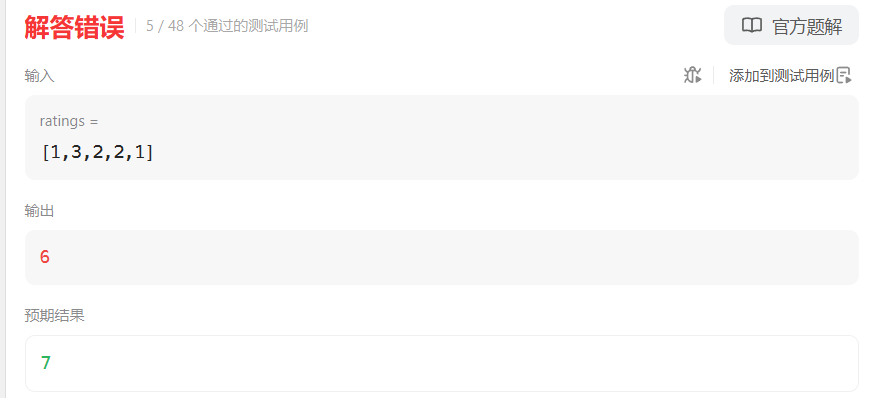 解答错误 5 / 48 个通过的测试用例 官方题解
输入 添加到测试用例
ratings =
[1,3,2,2,1]
输出
6
预期结果
7